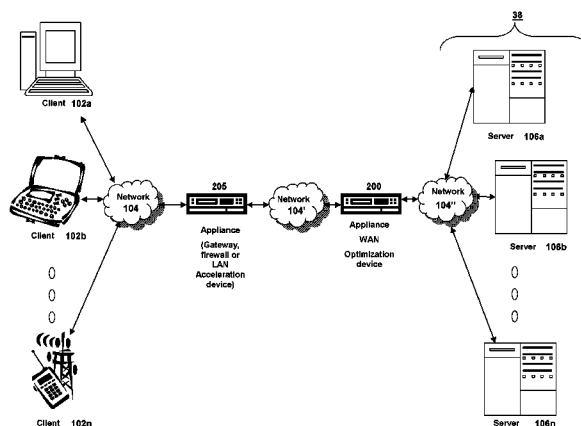 38
Client 102a
Server 106a
Network
104
205
Appliance
(Gateway,
firewall or
LAN
Acceleration
device)
Network
104'
200
Appliance
WAN
Optimization
device
Network
104''
Client 102b
Server 106b
Client 102n
Server 106n